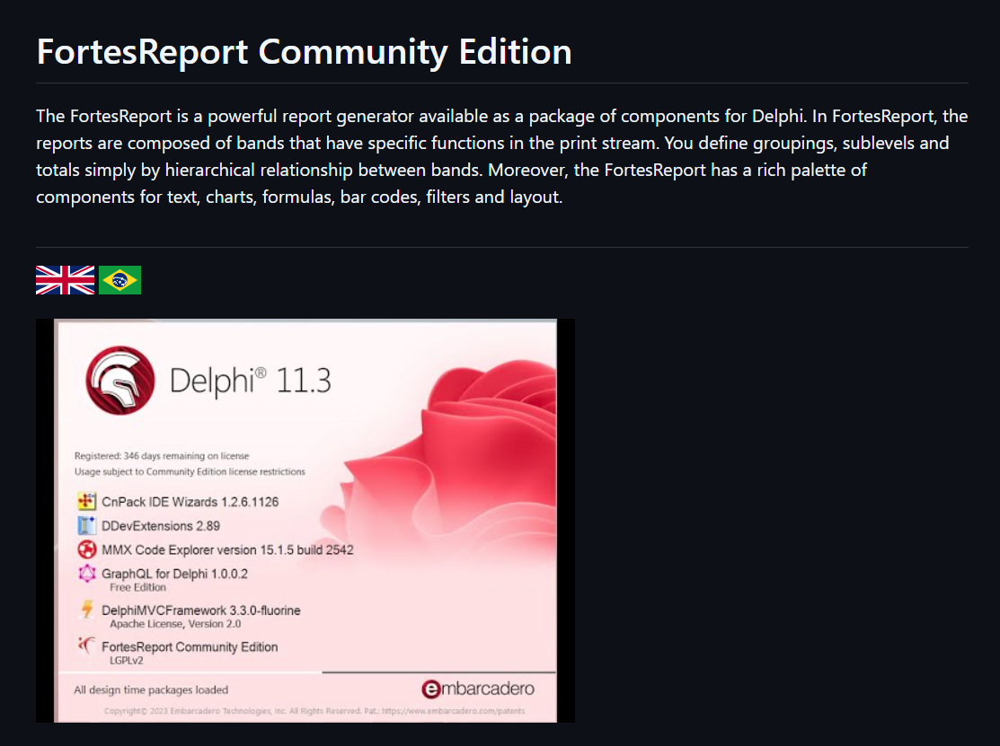 FortesReport Community Edition
The FortesReport is a powerful report generator available as a package of components for Delphi. In FortesReport, the
reports are composed of bands that have specific functions in the print stream. You define groupings, sublevels and
totals simply by hierarchical relationship between bands. Moreover, the FortesReport has a rich palette of
components for text, charts, formulas, bar codes, filters and layout.
Delphi® 11.3
Registered: 346 days remaining on license
Usage subject to Community Edition license restrictions
CnPack IDE Wizards 1.2.6.1126
DDevExtensions 2.89
MMX Code Explorer version 15.1.5 build 2542
GraphQL for Delphi 1.0.0.2
Free Edition
DelphiMVCFramework 3.3.0-fluorine
Apache License, Version 2.0
FortesReport Community Edition
LGPLv2
All design time packages loaded
embarcadero
Copyright© 2023 Embarcadero Technologies, Inc. All Rights Reserved. Pat.: https://www.embarcadero.com/patents